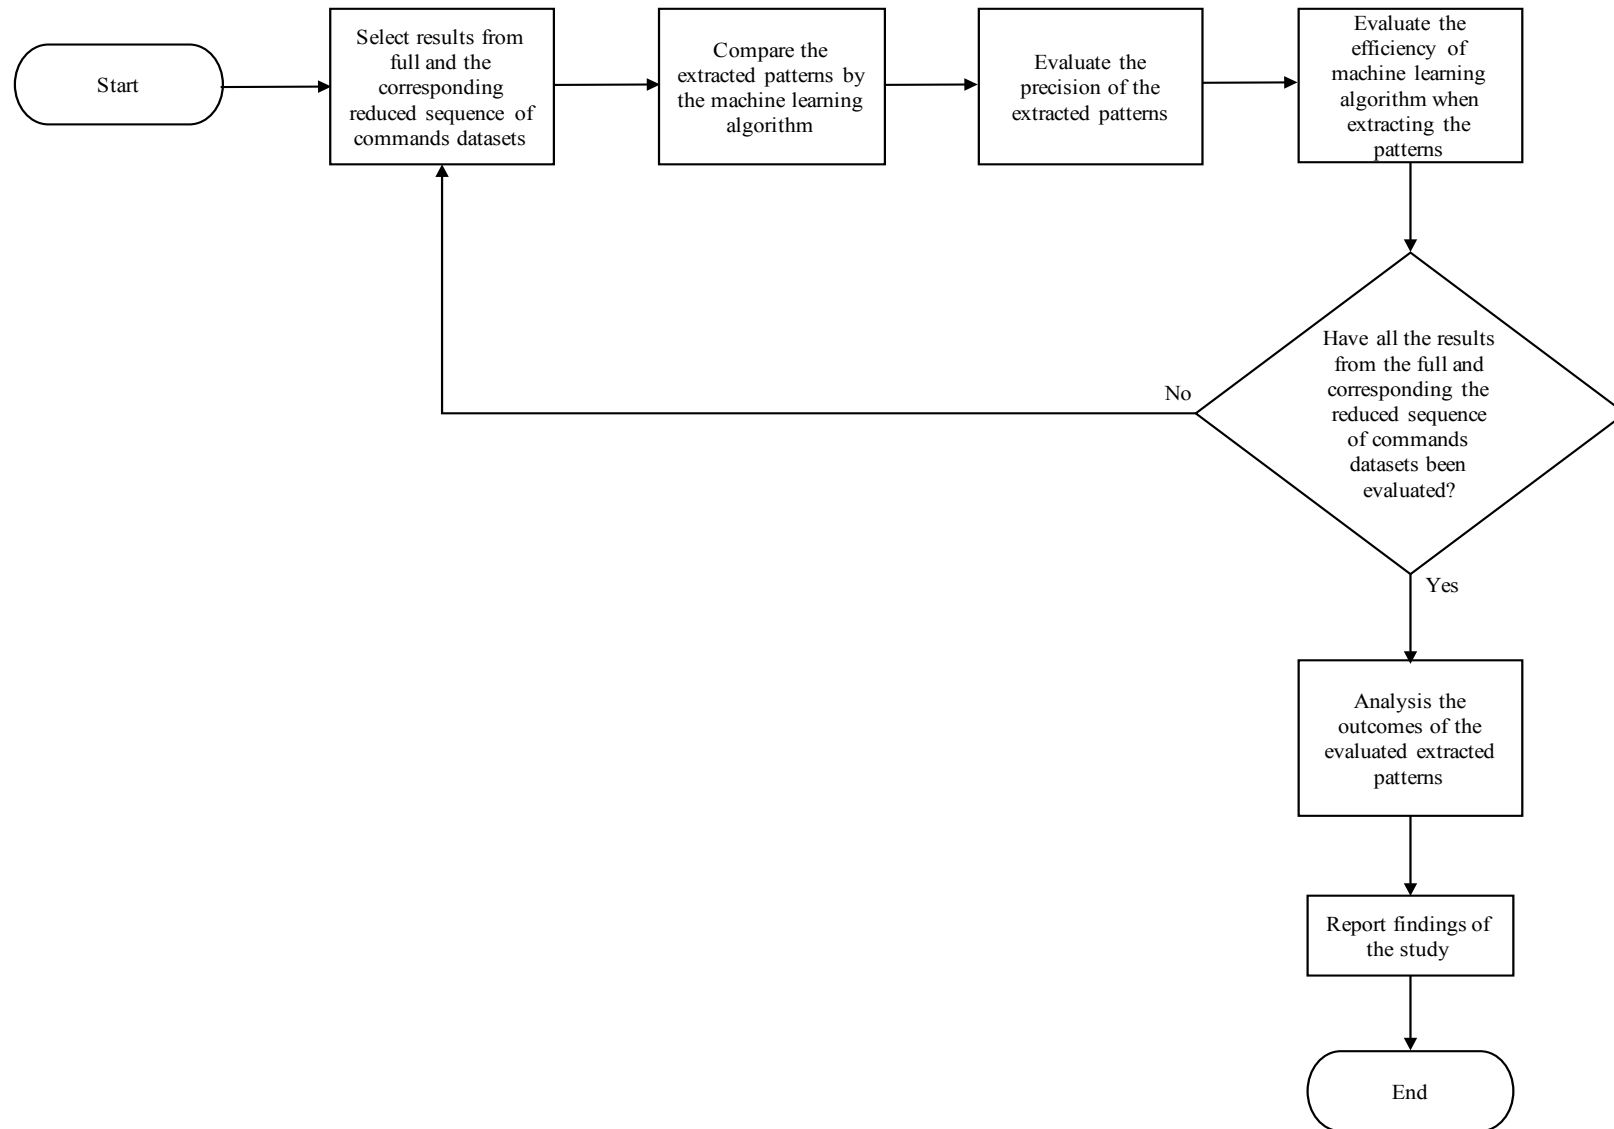 Start
Select results from
full and the
corresponding
reduced sequence of
commands datasets
Compare the
extracted patterns by
the machine learning
algorithm
Evaluate the
precision of the
extracted patterns
Evaluate the
efficiency of
machine learning
algorithm when
extracting the
patterns
Have all the results
from the full and
corresponding the
reduced sequence
of commands
datasets been
evaluated?
No
Yes
Analysis the
outcomes of the
evaluated extracted
patterns
Report findings of
the study
End